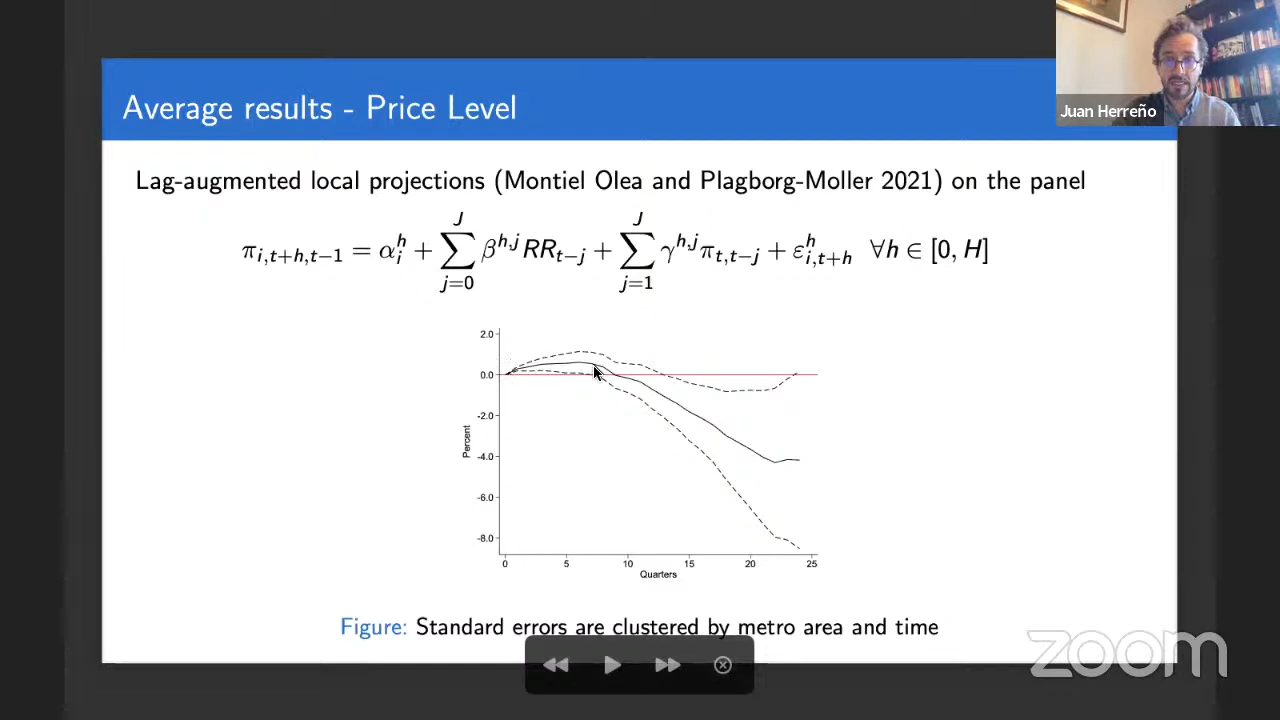 Average results - Price Level
Juan Herreño
Lag-augmented local projections (Montiel Olea and Plagborg-Moller 2021) on the panel
π_{i,t+h,t−1} = α_i^h + ∑_{j=0}^{J} β^{h,j} RR_{t−j} + ∑_{j=1}^{J} γ^{h,j} π_{t,t−j} + ε_{i,t+h}^h ∀h ∈ [0, H]
2.0
0.0
-2.0
-4.0
-6.0
-8.0
Percent
0 5 10 15 20 25
Quarters
Figure: Standard errors are clustered by metro area and time
zoom